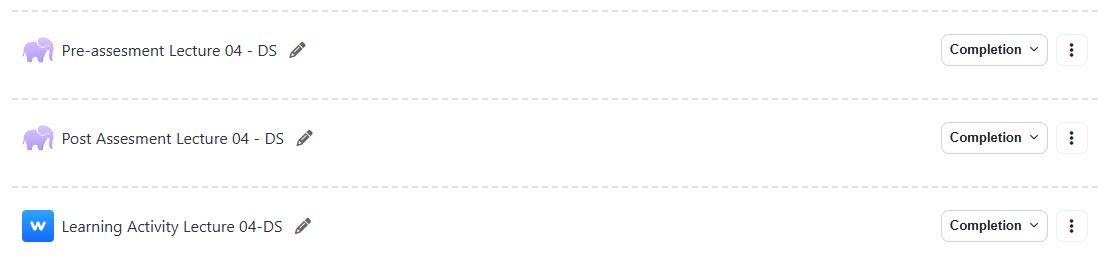 Pre-assesment Lecture 04 - DS Completion
Post Assesment Lecture 04 - DS Completion
w Learning Activity Lecture 04-DS Completion